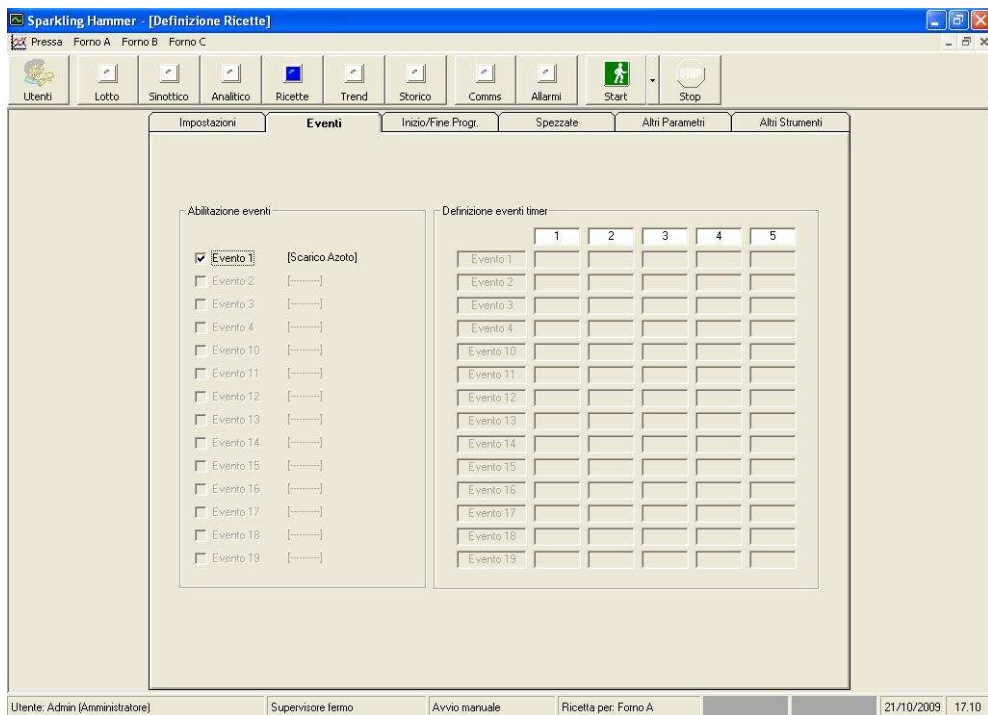 Sparkling Hammer - [Definizione Ricette]
Pressa Forno A Forno B Forno C
Utenti Lotto Sinottico Analitico Ricette Trend Storico Comms Allarmi Start STOP Stop
Impostazioni Eventi Inizio/Fine Progr. Spezzate Altri Parametri Altri Strumenti
Abilitazione eventi Definizione eventi timer
1 2 3 4 5
Evento 1 [Scarico Azoto] Evento 1
Evento 2 [---------] Evento 2
Evento 3 [---------] Evento 3
Evento 4 [---------] Evento 4
Evento 10 [---------] Evento 10
Evento 11 [---------] Evento 11
Evento 12 [---------] Evento 12
Evento 13 [---------] Evento 13
Evento 14 [---------] Evento 14
Evento 15 [---------] Evento 15
Evento 16 [---------] Evento 16
Evento 17 [---------] Evento 17
Evento 18 [---------] Evento 18
Evento 19 [---------] Evento 19
Utente: Admin (Amministratore) Supervisore fermo Avvio manuale Ricetta per: Forno A 21/10/2009 17.10